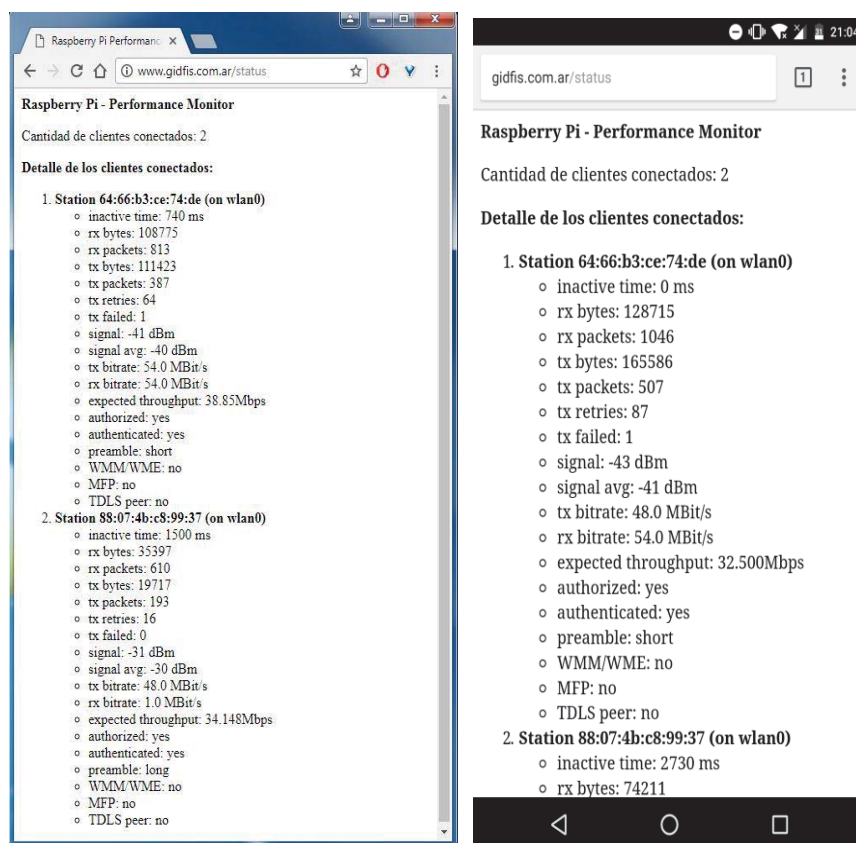 Raspberry Pi Performanc
www.gidfis.com.ar/status
Raspberry Pi - Performance Monitor
Cantidad de clientes conectados: 2
Detalle de los clientes conectados:
1. Station 64:66:b3:ce:74:de (on wlan0)
inactive time: 740 ms
rx bytes: 108775
rx packets: 813
tx bytes: 111423
tx packets: 387
tx retries: 64
tx failed: 1
signal: -41 dBm
signal avg: -40 dBm
tx bitrate: 54.0 MBit/s
rx bitrate: 54.0 MBit/s
expected throughput: 38.85Mbps
authorized: yes
authenticated: yes
preamble: short
WMM/WME: no
MFP: no
TDLS peer: no
2. Station 88:07:4b:c8:99:37 (on wlan0)
inactive time: 1500 ms
rx bytes: 35397
rx packets: 610
tx bytes: 19717
tx packets: 193
tx retries: 16
tx failed: 0
signal: -31 dBm
signal avg: -30 dBm
tx bitrate: 48.0 MBit/s
rx bitrate: 1.0 MBit/s
expected throughput: 34.148Mbps
authorized: yes
authenticated: yes
preamble: long
WMM/WME: no
MFP: no
TDLS peer: no
21:04
gidfis.com.ar/status
1
Raspberry Pi - Performance Monitor
Cantidad de clientes conectados: 2
Detalle de los clientes conectados:
1. Station 64:66:b3:ce:74:de (on wlan0)
inactive time: 0 ms
rx bytes: 128715
rx packets: 1046
tx bytes: 165586
tx packets: 507
tx retries: 87
tx failed: 1
signal: -43 dBm
signal avg: -41 dBm
tx bitrate: 48.0 MBit/s
rx bitrate: 54.0 MBit/s
expected throughput: 32.500Mbps
authorized: yes
authenticated: yes
preamble: short
WMM/WME: no
MFP: no
TDLS peer: no
2. Station 88:07:4b:c8:99:37 (on wlan0)
inactive time: 2730 ms
rx bytes: 74211